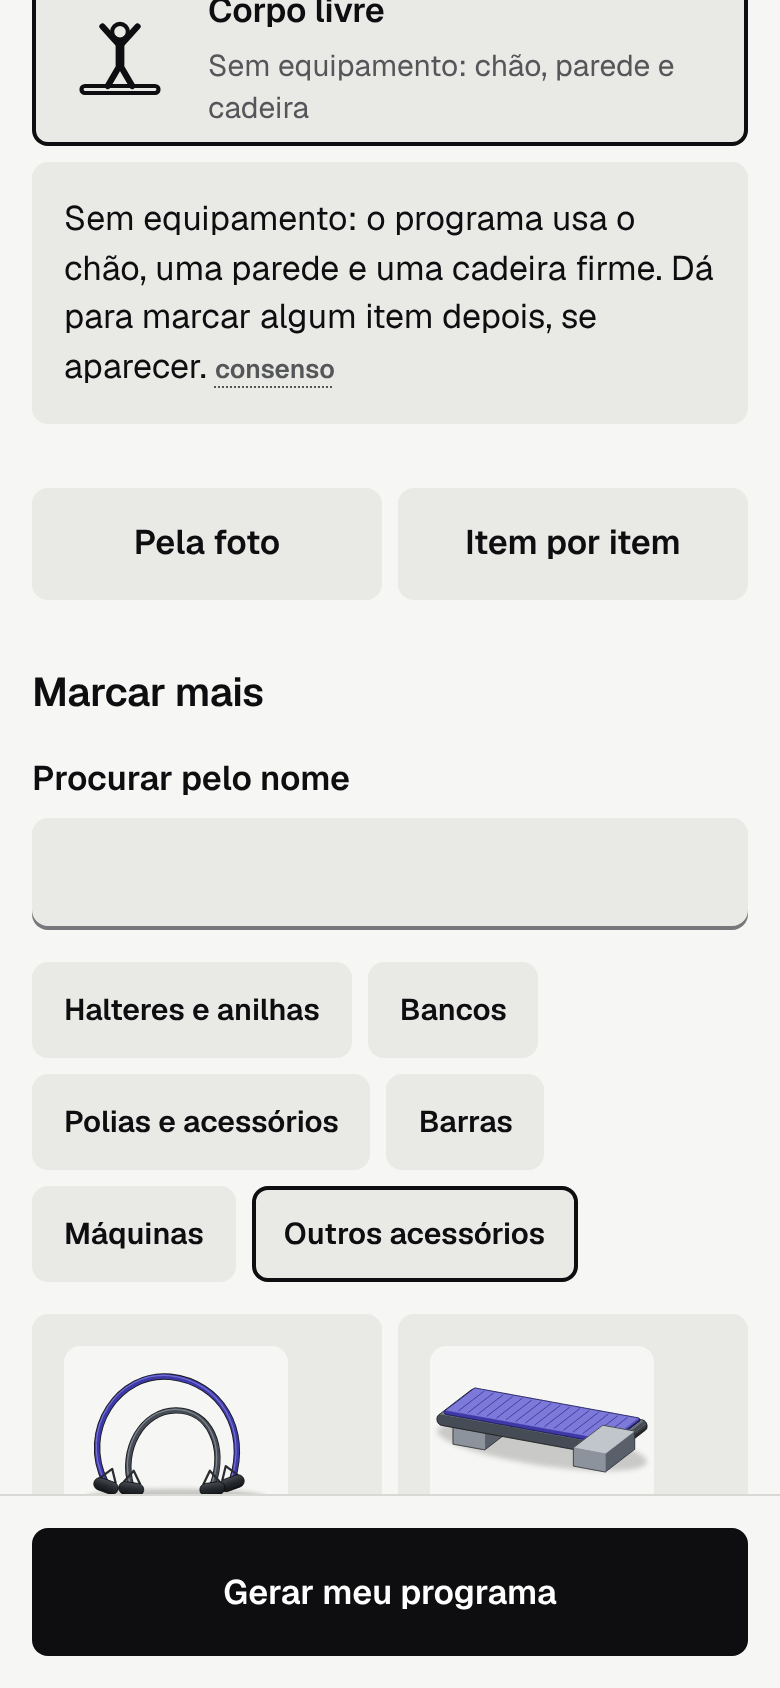 Corpo livre
Sem equipamento: chão, parede e
cadeira
Sem equipamento: o programa usa o
chão, uma parede e uma cadeira firme. Dá
para marcar algum item depois, se
aparecer. consenso
Pela foto
Item por item
Marcar mais
Procurar pelo nome
Halteres e anilhas
Bancos
Polias e acessórios
Barras
Máquinas
Outros acessórios
Gerar meu programa